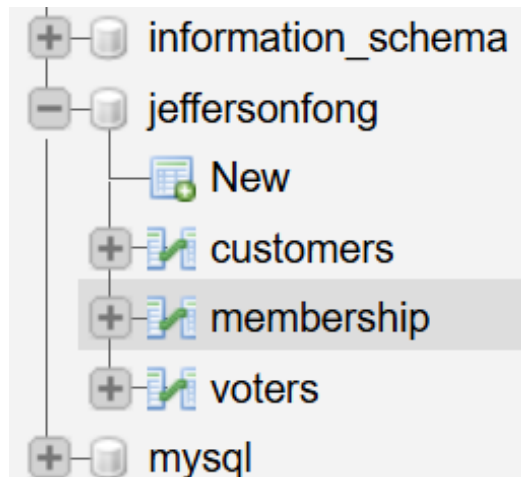 information_schema
jeffersonfong
New
customers
membership
voters
mysql